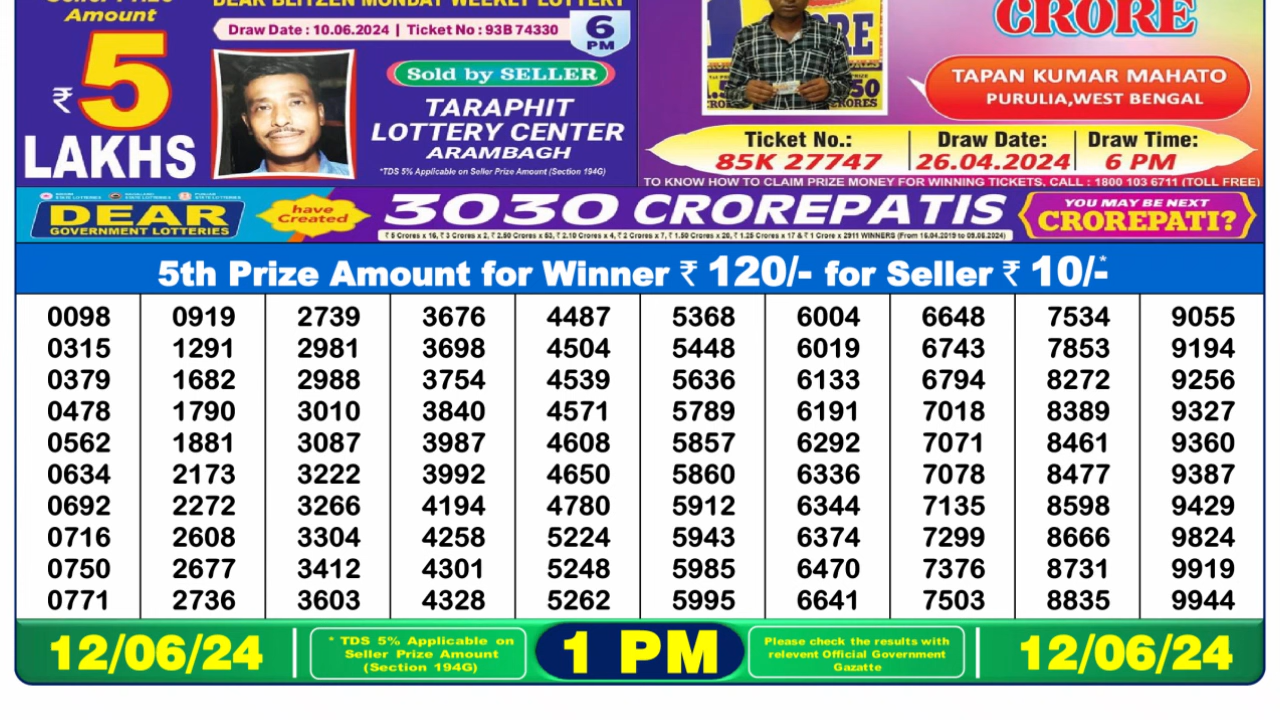 Seller Prize
Amount
₹ 5
LAKHS
DEAR BLITZEN MONDAY WEEKLY LOTTERY
Draw Date : 10.06.2024 | Ticket No : 93B 74330
6
PM
Sold by SELLER
TARAPHIT
LOTTERY CENTER
ARAMBAGH
*TDS 5% Applicable on Seller Prize Amount (Section 194G)
CRORE
TAPAN KUMAR MAHATO
PURULIA,WEST BENGAL
Ticket No.: Draw Date: Draw Time:
85K 27747 26.04.2024 6 PM
TO KNOW HOW TO CLAIM PRIZE MONEY FOR WINNING TICKETS, CALL : 1800 103 6711 (TOLL FREE)
DEAR
GOVERNMENT LOTTERIES
have
Created
3030 CROREPATIS
YOU MAY BE NEXT
CROREPATI?
5th Prize Amount for Winner ₹ 120/- for Seller ₹ 10/-*
0098 0919 2739 3676 4487 5368 6004 6648 7534 9055
0315 1291 2981 3698 4504 5448 6019 6743 7853 9194
0379 1682 2988 3754 4539 5636 6133 6794 8272 9256
0478 1790 3010 3840 4571 5789 6191 7018 8389 9327
0562 1881 3087 3987 4608 5857 6292 7071 8461 9360
0634 2173 3222 3992 4650 5860 6336 7078 8477 9387
0692 2272 3266 4194 4780 5912 6344 7135 8598 9429
0716 2608 3304 4258 5224 5943 6374 7299 8666 9824
0750 2677 3412 4301 5248 5985 6470 7376 8731 9919
0771 2736 3603 4328 5262 5995 6641 7503 8835 9944
12/06/24
* TDS 5% Applicable on
Seller Prize Amount
(Section 194G)
1 PM
Please check the results with
relevent Official Government
Gazatte
12/06/24